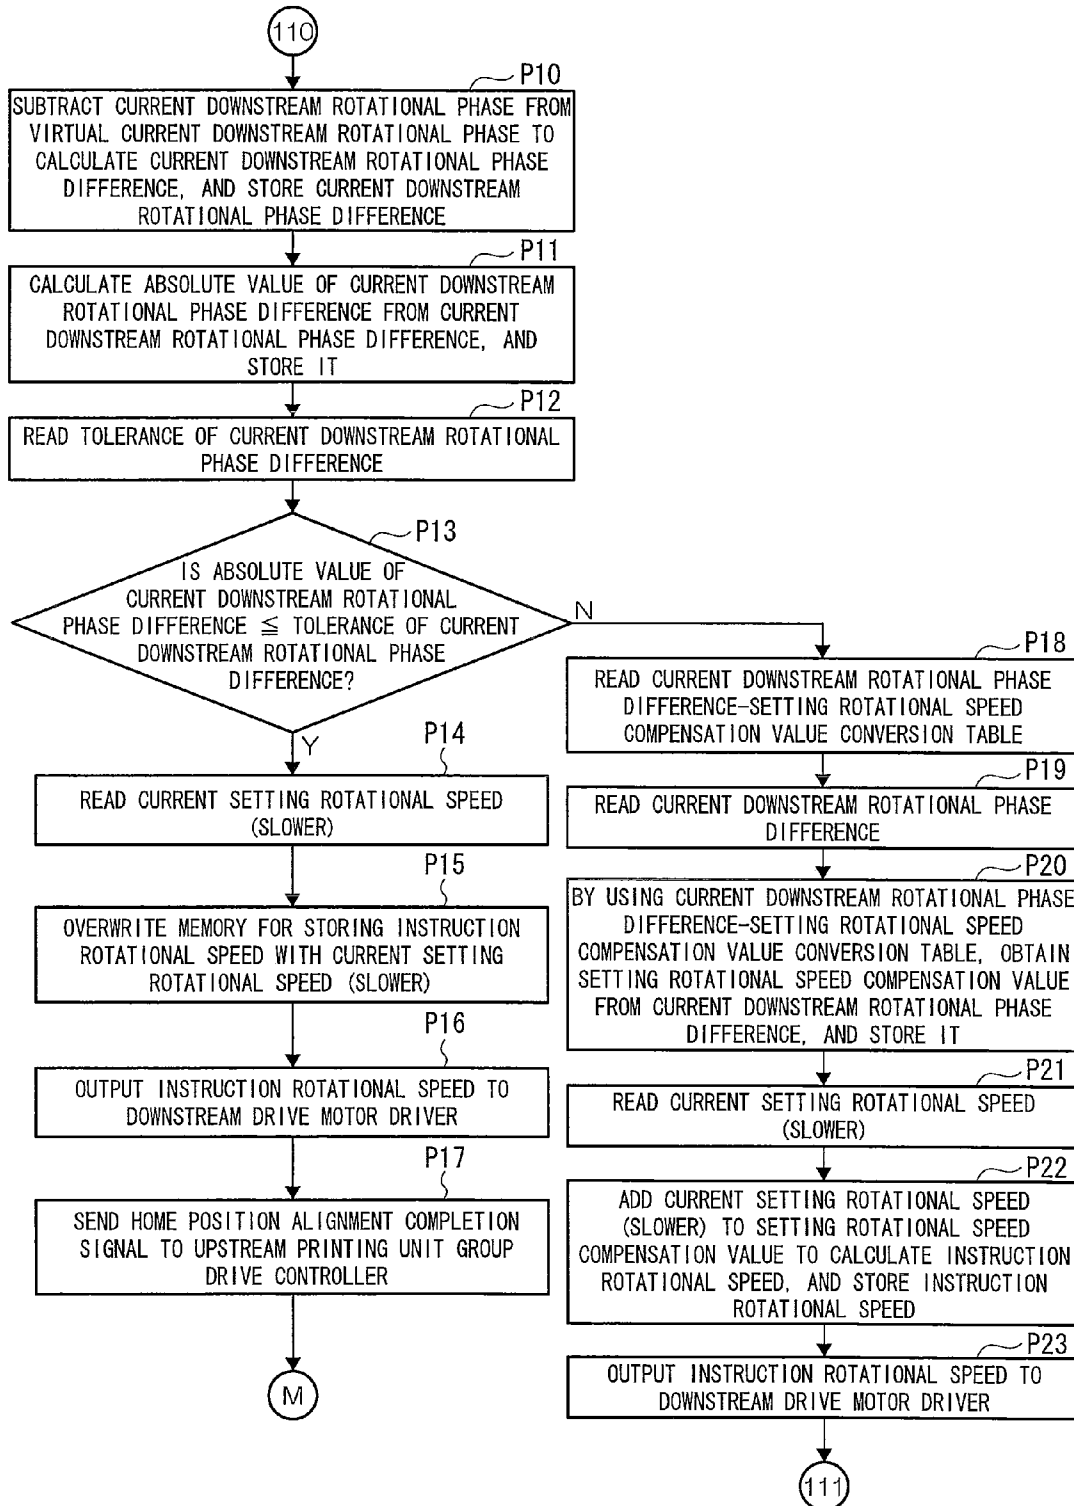 110
P10
SUBTRACT CURRENT DOWNSTREAM ROTATIONAL PHASE FROM
VIRTUAL CURRENT DOWNSTREAM ROTATIONAL PHASE TO
CALCULATE CURRENT DOWNSTREAM ROTATIONAL PHASE
DIFFERENCE, AND STORE CURRENT DOWNSTREAM
ROTATIONAL PHASE DIFFERENCE
P11
CALCULATE ABSOLUTE VALUE OF CURRENT DOWNSTREAM
ROTATIONAL PHASE DIFFERENCE FROM CURRENT
DOWNSTREAM ROTATIONAL PHASE DIFFERENCE, AND
STORE IT
P12
READ TOLERANCE OF CURRENT DOWNSTREAM ROTATIONAL
PHASE DIFFERENCE
P13
IS ABSOLUTE VALUE OF
CURRENT DOWNSTREAM ROTATIONAL
PHASE DIFFERENCE ≦ TOLERANCE OF CURRENT
DOWNSTREAM ROTATIONAL PHASE
DIFFERENCE?
Y
P14
READ CURRENT SETTING ROTATIONAL SPEED
(SLOWER)
P15
OVERWRITE MEMORY FOR STORING INSTRUCTION
ROTATIONAL SPEED WITH CURRENT SETTING
ROTATIONAL SPEED (SLOWER)
P16
OUTPUT INSTRUCTION ROTATIONAL SPEED TO
DOWNSTREAM DRIVE MOTOR DRIVER
P17
SEND HOME POSITION ALIGNMENT COMPLETION
SIGNAL TO UPSTREAM PRINTING UNIT GROUP
DRIVE CONTROLLER
M
N
P18
READ CURRENT DOWNSTREAM ROTATIONAL PHASE
DIFFERENCE-SETTING ROTATIONAL SPEED
COMPENSATION VALUE CONVERSION TABLE
P19
READ CURRENT DOWNSTREAM ROTATIONAL PHASE
DIFFERENCE
P20
BY USING CURRENT DOWNSTREAM ROTATIONAL PHASE
DIFFERENCE-SETTING ROTATIONAL SPEED
COMPENSATION VALUE CONVERSION TABLE, OBTAIN
SETTING ROTATIONAL SPEED COMPENSATION VALUE
FROM CURRENT DOWNSTREAM ROTATIONAL PHASE
DIFFERENCE, AND STORE IT
P21
READ CURRENT SETTING ROTATIONAL SPEED
(SLOWER)
P22
ADD CURRENT SETTING ROTATIONAL SPEED
(SLOWER) TO SETTING ROTATIONAL SPEED
COMPENSATION VALUE TO CALCULATE INSTRUCTION
ROTATIONAL SPEED, AND STORE INSTRUCTION
ROTATIONAL SPEED
P23
OUTPUT INSTRUCTION ROTATIONAL SPEED TO
DOWNSTREAM DRIVE MOTOR DRIVER
111